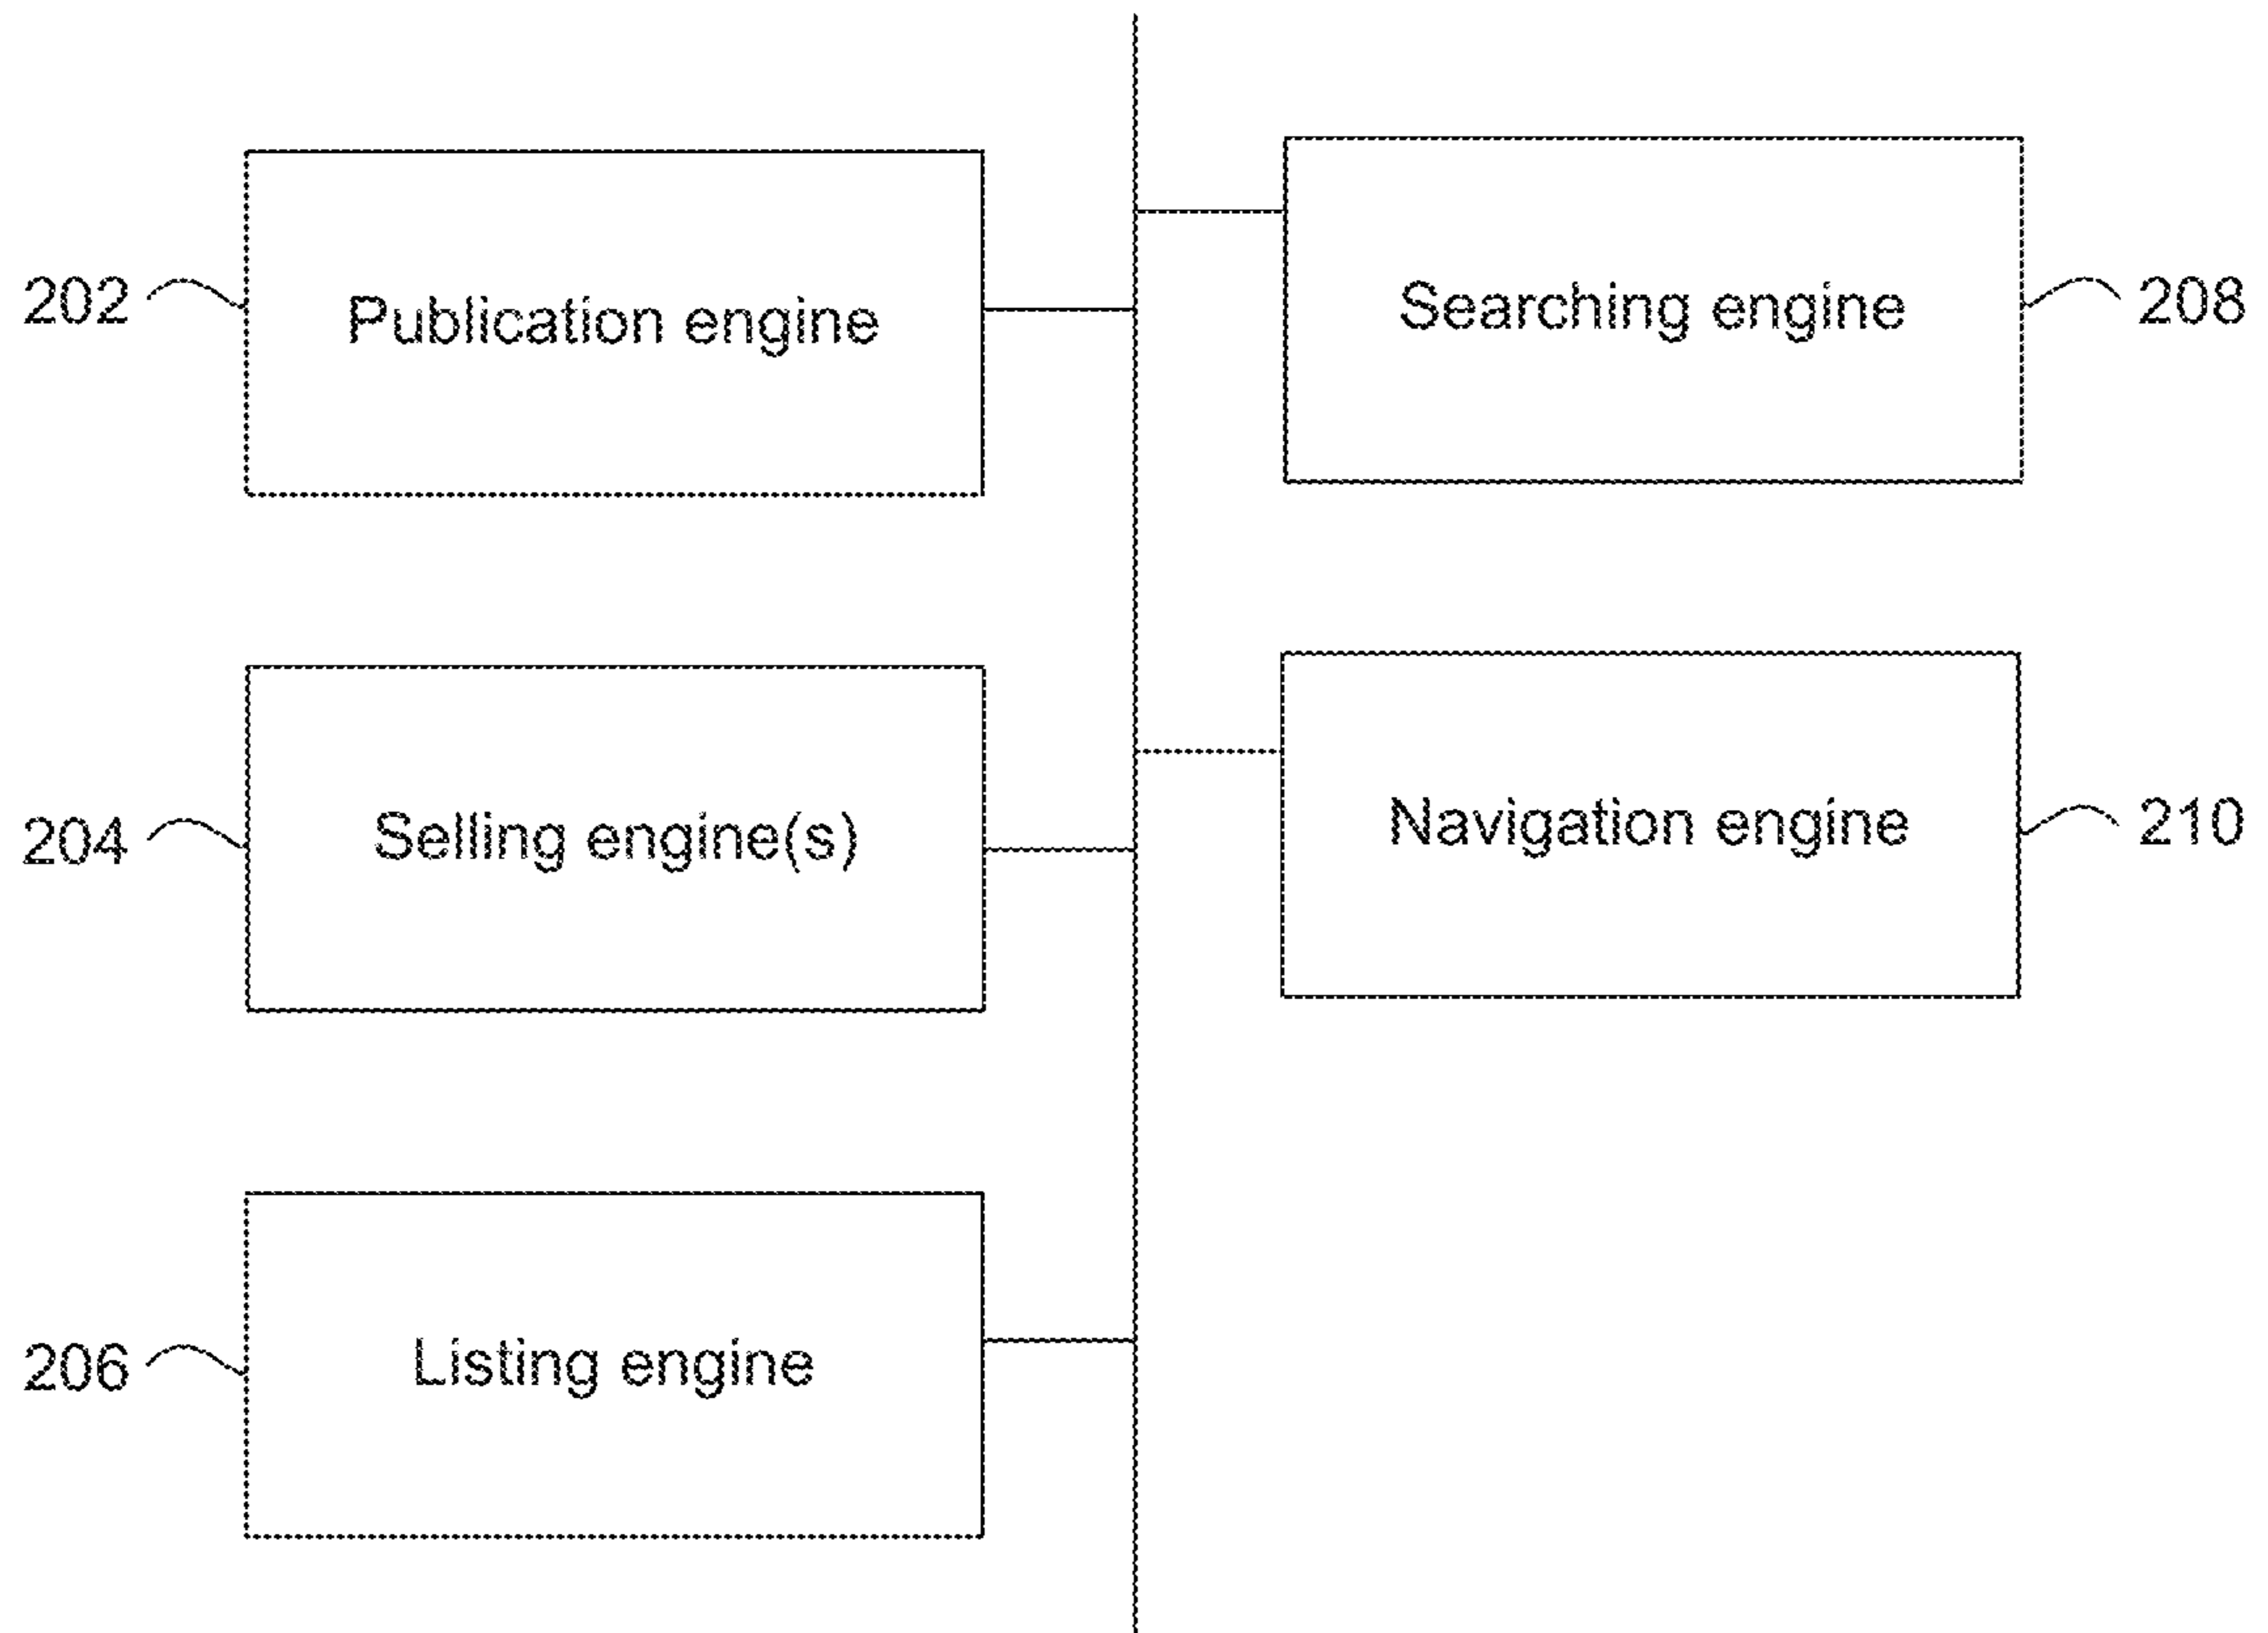 202
Publication engine
Searching engine
208
204
Selling engine(s)
Navigation engine
210
206
Listing engine